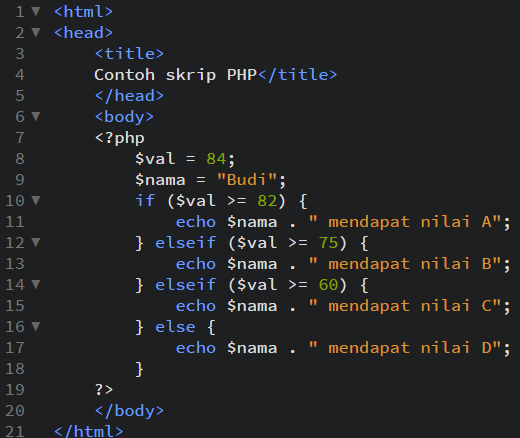 1 <html>
2 <head>
3     <title>
4     Contoh skrip PHP</title>
5     </head>
6     <body>
7     <?php
8         $val = 84;
9         $nama = "Budi";
10         if ($val >= 82) {
11             echo $nama . " mendapat nilai A";
12         } elseif ($val >= 75) {
13             echo $nama . " mendapat nilai B";
14         } elseif ($val >= 60) {
15             echo $nama . " mendapat nilai C";
16         } else {
17             echo $nama . " mendapat nilai D";
18         }
19     ?>
20     </body>
21 </html>